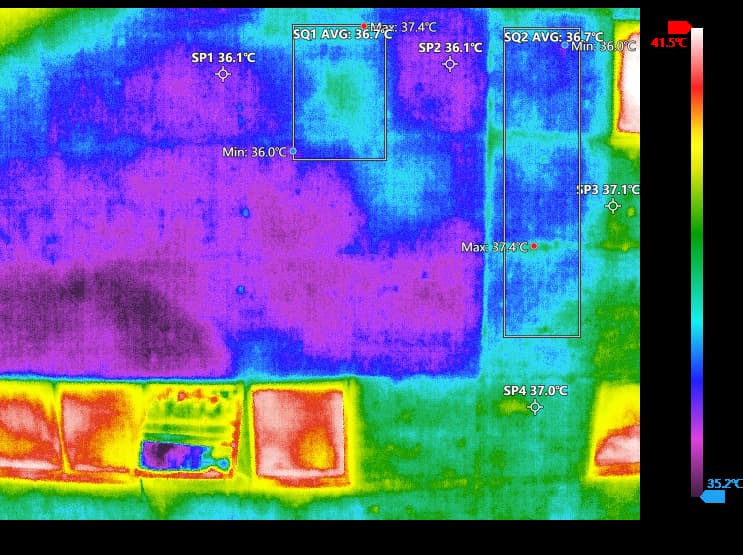 Max: 37.4℃
SQ1 AVG: 36.7℃
SQ2 AVG: 36.7℃
Min: 36.0℃
41.5℃
SP2 36.1℃
SP1 36.1℃
Min: 36.0℃
SP3 37.1℃
Max: 37.4℃
SP4 37.0℃
35.2℃